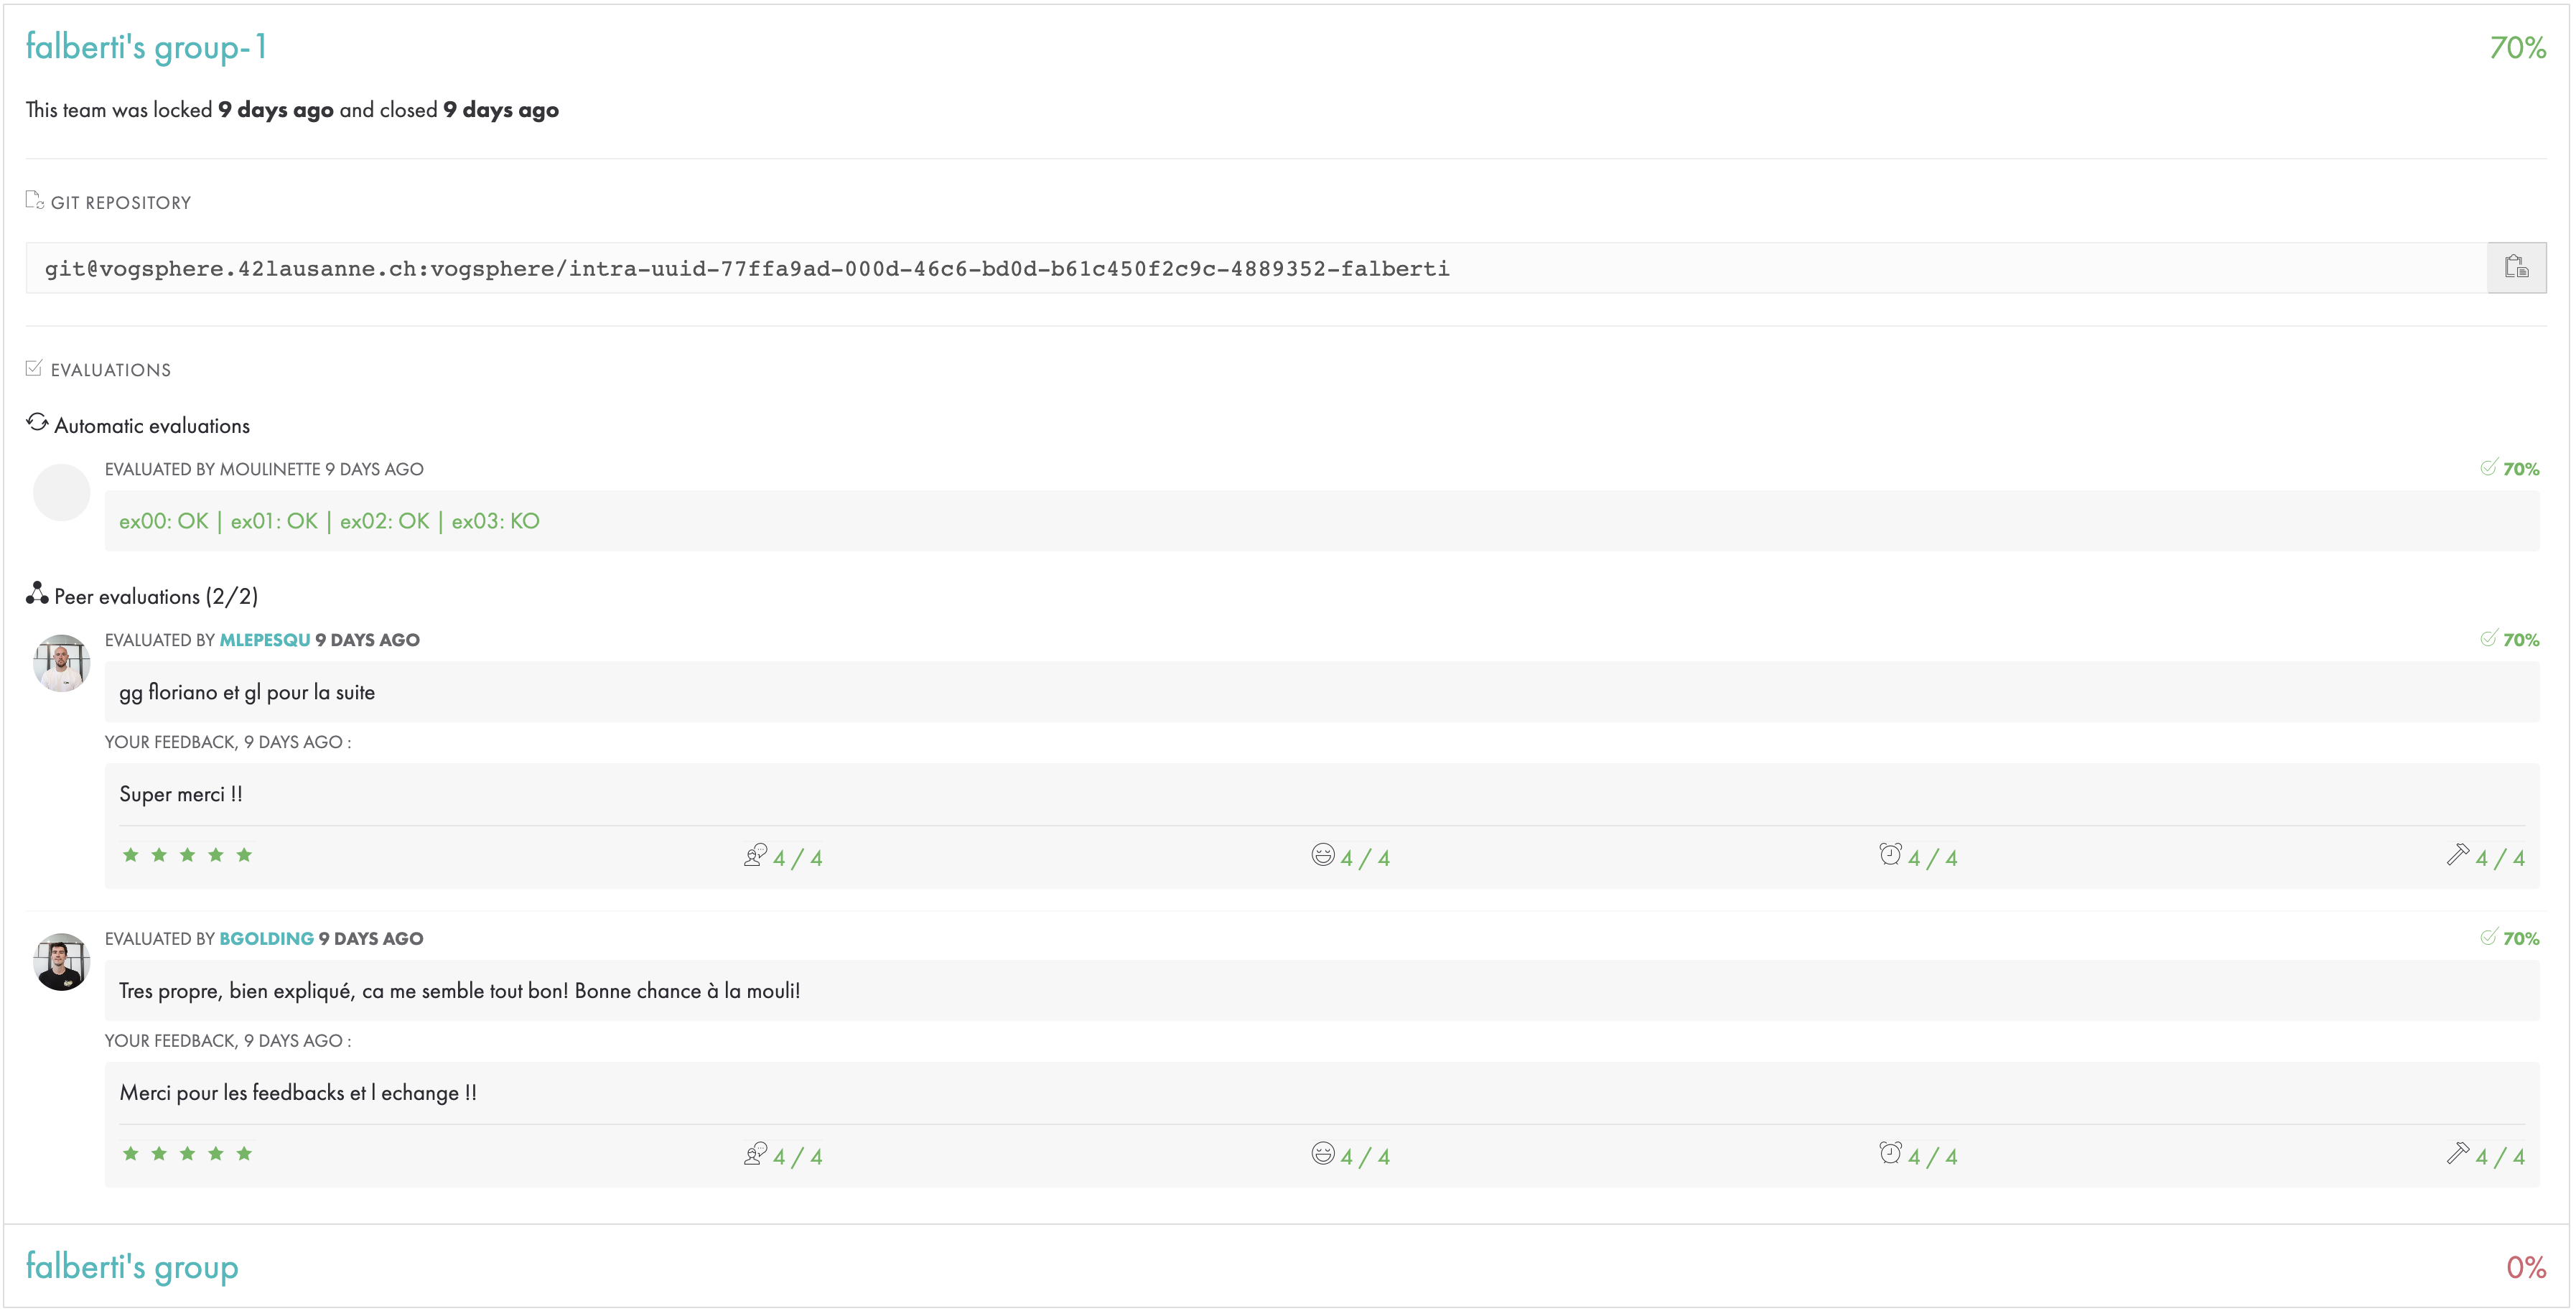 falberti's group-1
70%
This team was locked 9 days ago and closed 9 days ago
GIT REPOSITORY
git@vogsphere.42lausanne.ch:vogsphere/intra-uuid-77ffa9ad-000d-46c6-bd0d-b61c450f2c9c-4889352-falberti
EVALUATIONS
Automatic evaluations
EVALUATED BY MOULINETTE 9 DAYS AGO
70%
ex00: OK | ex01: OK | ex02: OK | ex03: KO
Peer evaluations (2/2)
EVALUATED BY MLEPESQU 9 DAYS AGO
70%
gg floriano et gl pour la suite
YOUR FEEDBACK, 9 DAYS AGO :
Super merci !!
4 / 4
4 / 4
4 / 4
4 / 4
EVALUATED BY BGOLDING 9 DAYS AGO
70%
Tres propre, bien expliqué, ca me semble tout bon! Bonne chance à la mouli!
YOUR FEEDBACK, 9 DAYS AGO :
Merci pour les feedbacks et l echange !!
4 / 4
4 / 4
4 / 4
4 / 4
falberti's group
0%